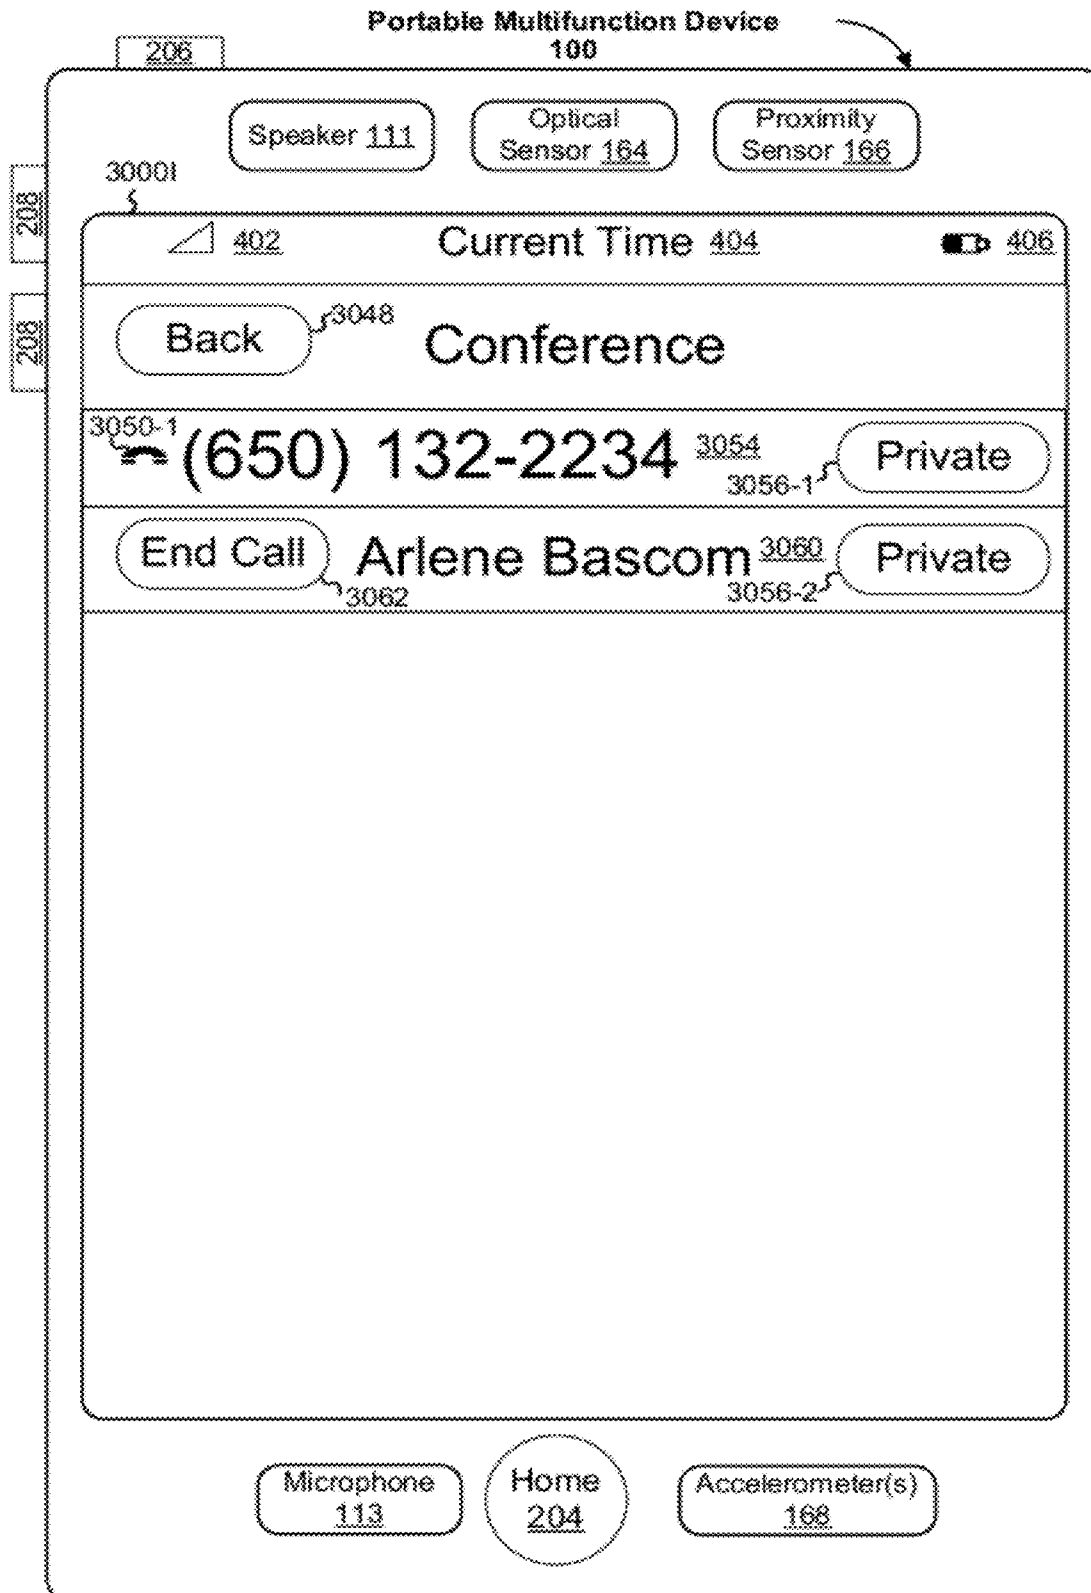 Portable Multifunction Device
100
206
Speaker 111
Optical
Sensor 164
Proximity
Sensor 166
3000I
208
402
Current Time 404
406
208
Back
3048
Conference
3050-1
(650) 132-2234
3054
3056-1
Private
End Call
3062
Arlene Bascom
3060
3056-2
Private
Microphone
113
Home
204
Accelerometer(s)
168